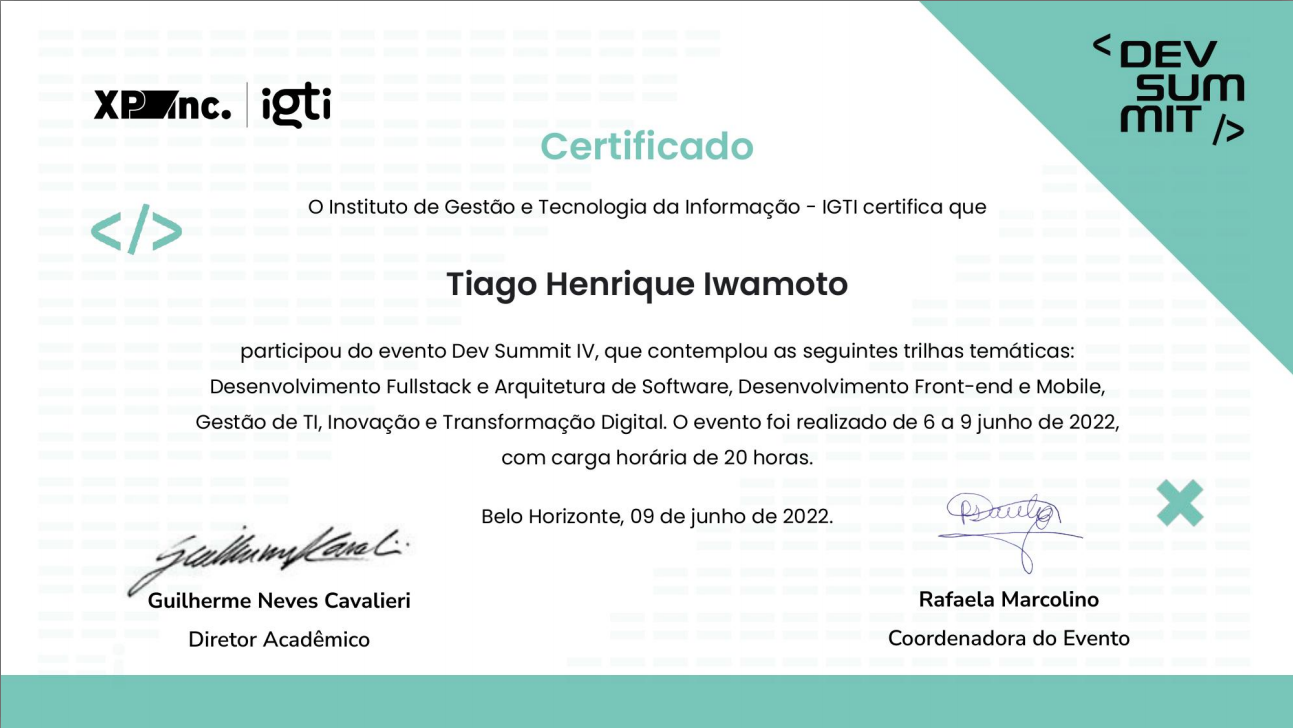 XP inc. | igti
< DEV
SUM
MIT />
Certificado
O Instituto de Gestão e Tecnologia da Informação - IGTI certifica que
</>
Tiago Henrique Iwamoto
participou do evento Dev Summit IV, que contemplou as seguintes trilhas temáticas:
Desenvolvimento Fullstack e Arquitetura de Software, Desenvolvimento Front-end e Mobile,
Gestão de TI, Inovação e Transformação Digital. O evento foi realizado de 6 a 9 junho de 2022,
com carga horária de 20 horas.
Belo Horizonte, 09 de junho de 2022.
Guilherme Neves Cavalieri
Diretor Acadêmico
Rafaela Marcolino
Coordenadora do Evento